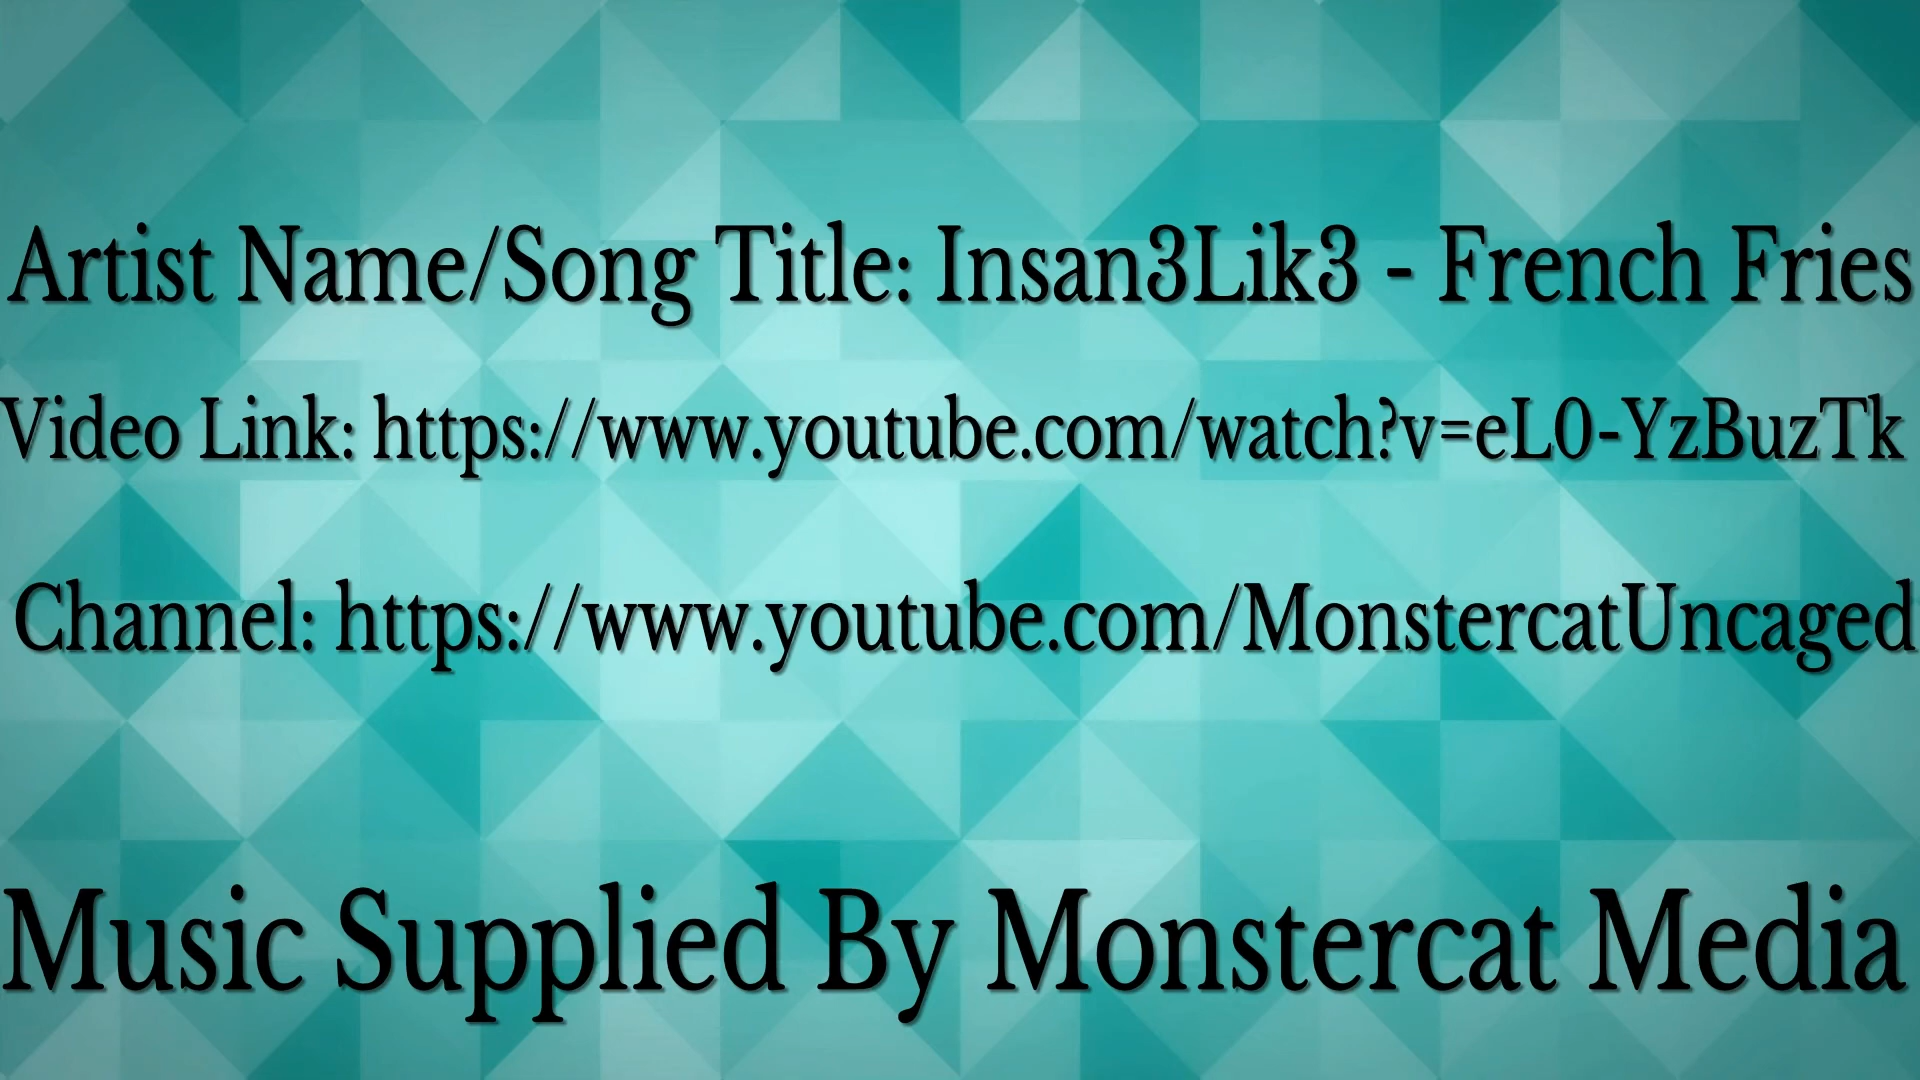 Artist Name/Song Title: Insan3Lik3 - French Fries
Video Link: https://www.youtube.com/watch?v=eL0-YzBuzTk
Channel: https://www.youtube.com/MonstercatUncaged
Music Supplied By Monstercat Media